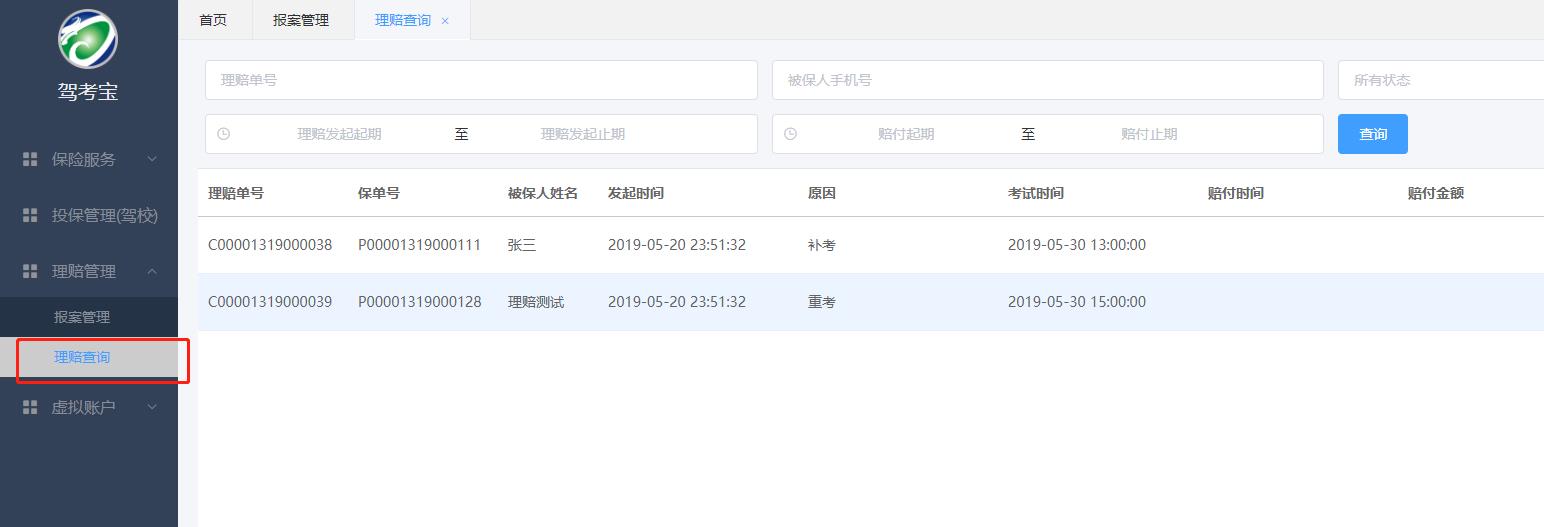 驾考宝
保险服务
投保管理(驾校)
理赔管理
报案管理
理赔查询
虚拟账户
首页 报案管理 理赔查询 ×
理赔单号 被保人手机号 所有状态
理赔发起起期 至 理赔发起止期 赔付起期 至 赔付止期 查询
理赔单号 保单号 被保人姓名 发起时间 原因 考试时间 赔付时间 赔付金额
C00001319000038 P00001319000111 张三 2019-05-20 23:51:32 补考 2019-05-30 13:00:00
C00001319000039 P00001319000128 理赔测试 2019-05-20 23:51:32 重考 2019-05-30 15:00:00